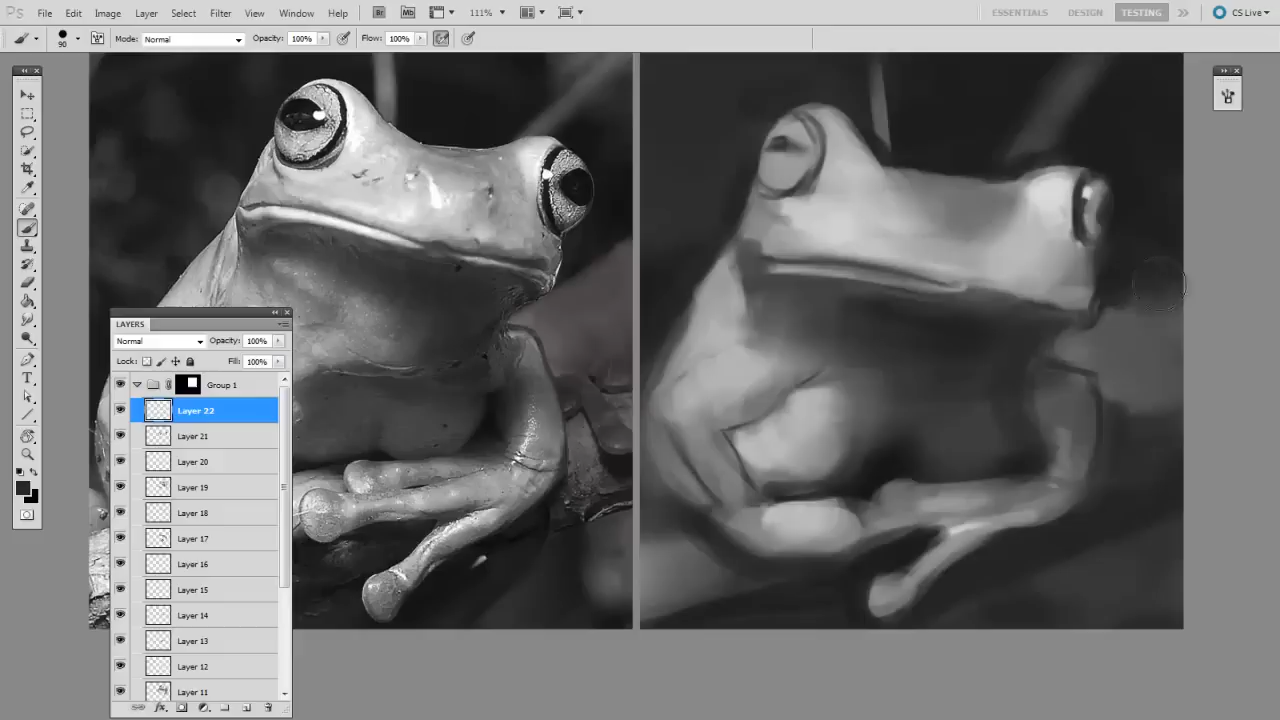 Ps File Edit Image Layer Select Filter View Window Help Br Mb 111% ESSENTIALS DESIGN TESTING CS Live
90 Mode: Normal Opacity: 100% Flow: 100%
LAYERS
Normal Opacity: 100%
Lock: Fill: 100%
Group 1
Layer 22
Layer 21
Layer 20
Layer 19
Layer 18
Layer 17
Layer 16
Layer 15
Layer 14
Layer 13
Layer 12
Layer 11
fx